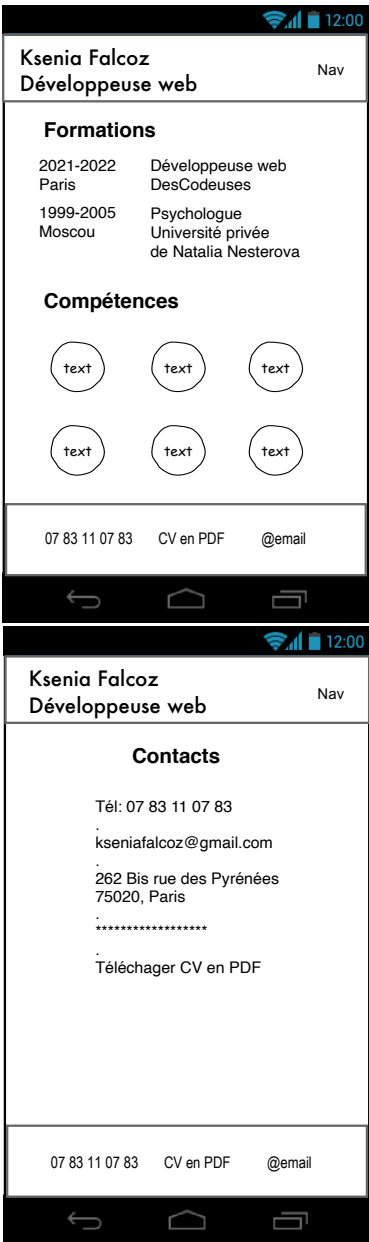 12:00
Ksenia Falcoz
Développeuse web
Nav
Formations
2021-2022 Développeuse web
Paris DesCodeuses
1999-2005 Psychologue
Moscou Université privée
de Natalia Nesterova
Compétences
text text text
text text text
07 83 11 07 83 CV en PDF @email
12:00
Ksenia Falcoz
Développeuse web
Nav
Contacts
Tél: 07 83 11 07 83
.
kseniafalcoz@gmail.com
.
262 Bis rue des Pyrénées
75020, Paris
.
******************
.
Téléchager CV en PDF
07 83 11 07 83 CV en PDF @email